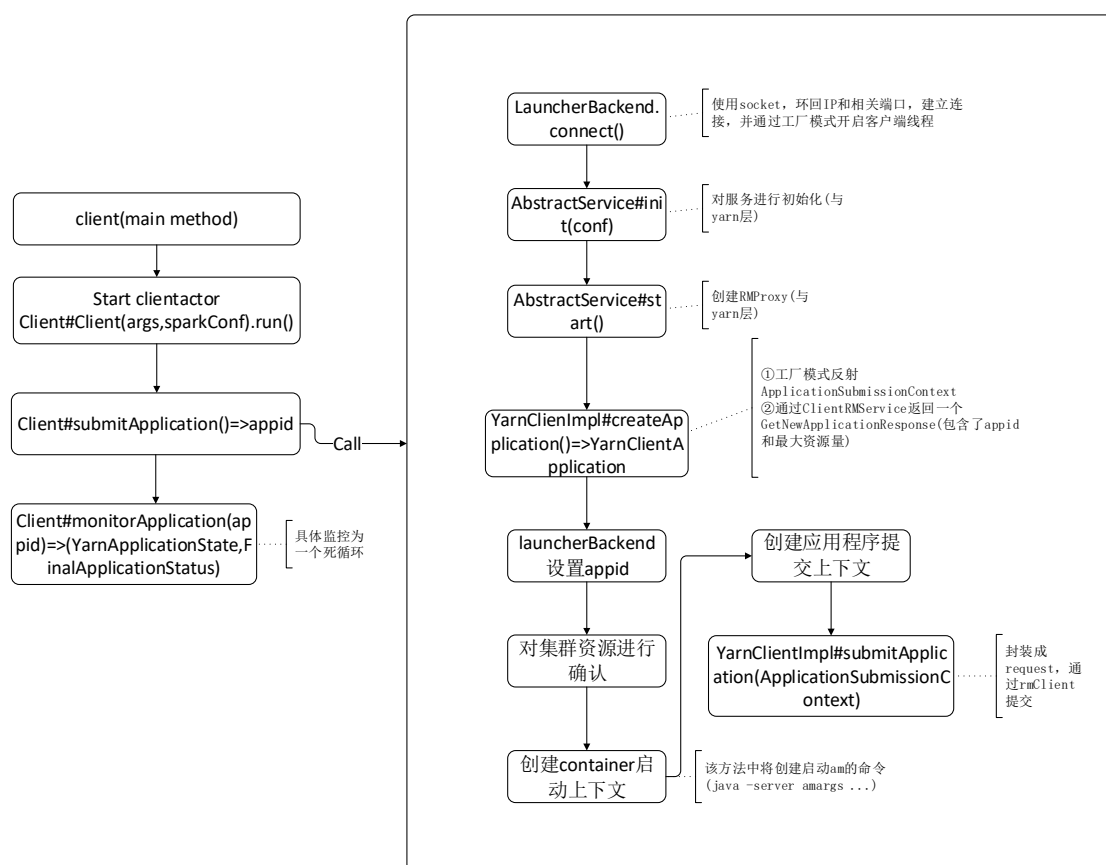 client(main method)
Start clientactor
Client#Client(args,sparkConf).run()
Client#submitApplication()=>appid
Call
Client#monitorApplication(ap
pid)=>(YarnApplicationState,F
inalApplicationStatus)
具体监控为
一个死循环
LauncherBackend.
connect()
使用socket，环回IP和相关端口，建立连
接，并通过工厂模式开启客户端线程
AbstractService#ini
t(conf)
对服务进行初始化(与
yarn层)
AbstractService#st
art()
创建RMProxy(与
yarn层)
YarnClienImpl#createAp
plication()=>YarnClientA
pplication
①工厂模式反射
ApplicationSubmissionContext
②通过ClientRMService返回一个
GetNewApplicationResponse(包含了appid
和最大资源量)
launcherBackend
设置appid
对集群资源进行
确认
创建container启
动上下文
该方法中将创建启动am的命令
(java -server amargs ...)
创建应用程序提
交上下文
YarnClientImpl#submitApplic
ation(ApplicationSubmissionC
ontext)
封装成
request，通
过rmClient
提交